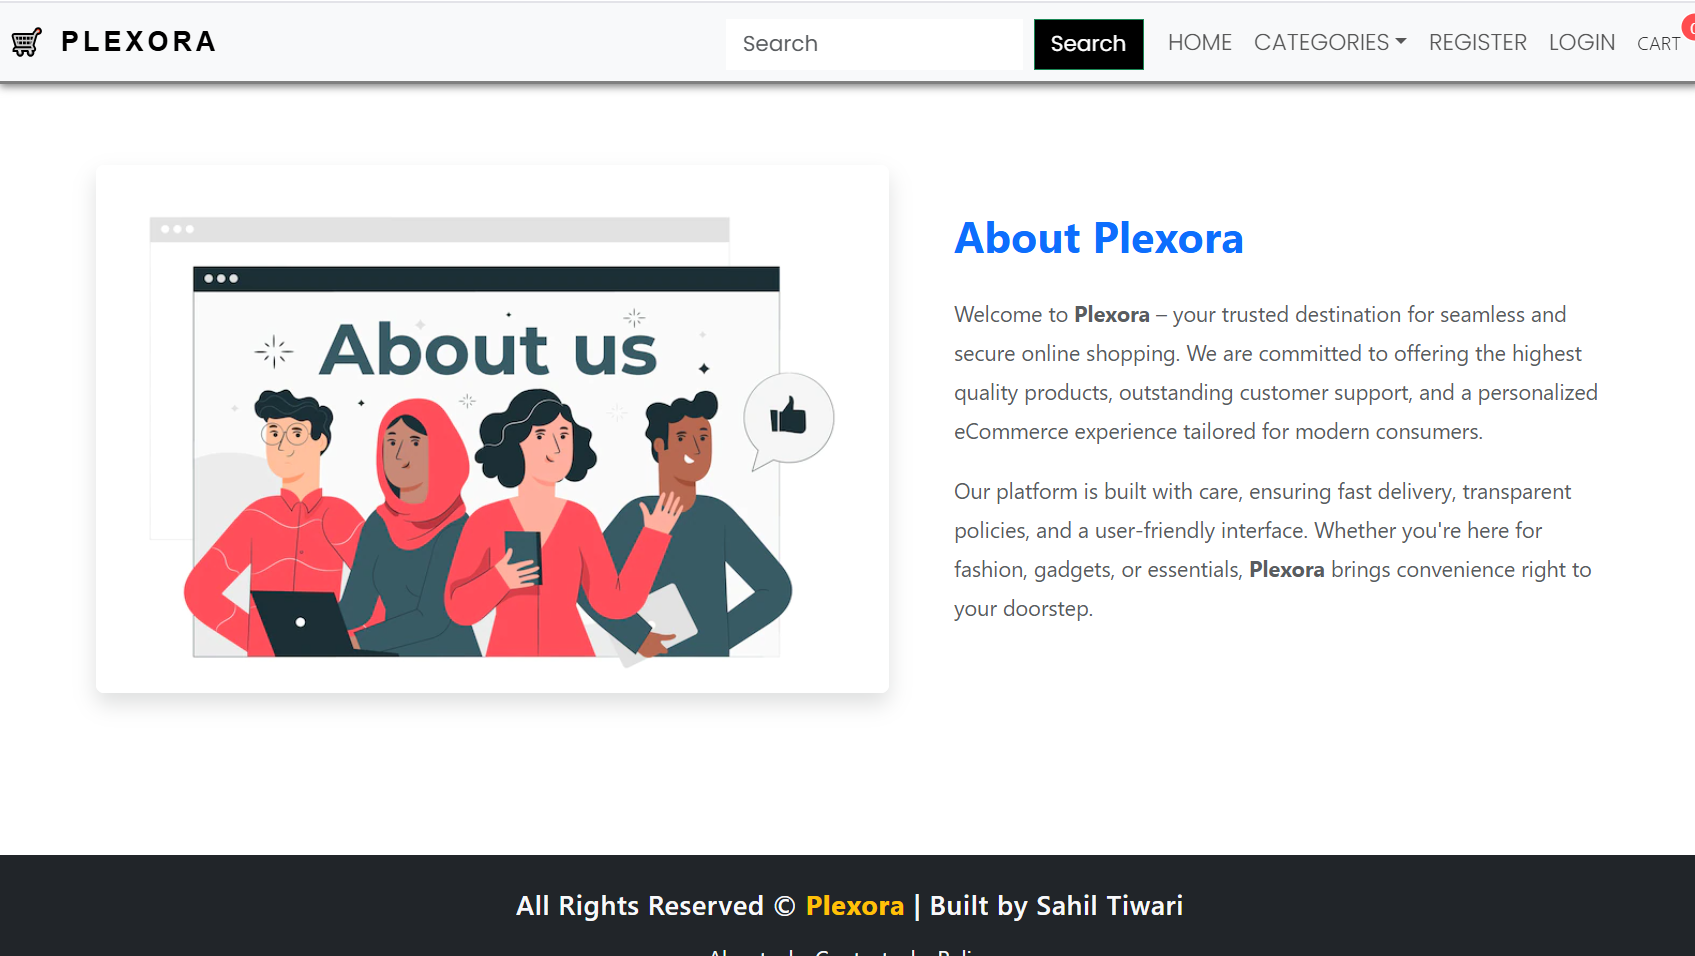 PLEXORA
Search
Search
HOME
CATEGORIES
REGISTER
LOGIN
CART
About us
About Plexora
Welcome to Plexora – your trusted destination for seamless and
secure online shopping. We are committed to offering the highest
quality products, outstanding customer support, and a personalized
eCommerce experience tailored for modern consumers.
Our platform is built with care, ensuring fast delivery, transparent
policies, and a user-friendly interface. Whether you're here for
fashion, gadgets, or essentials, Plexora brings convenience right to
your doorstep.
All Rights Reserved © Plexora | Built by Sahil Tiwari